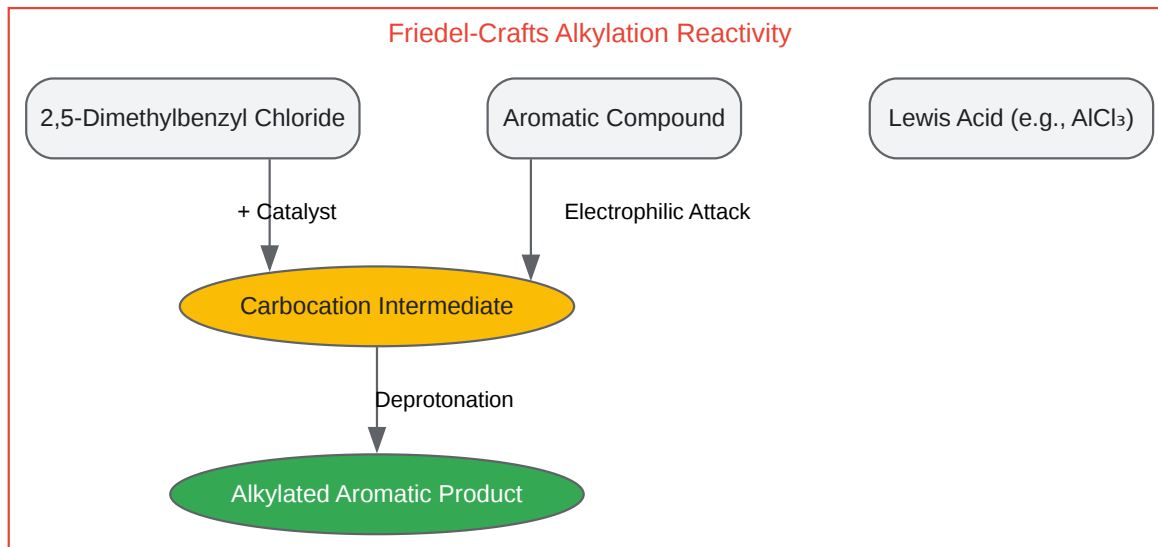 Friedel-Crafts Alkylation Reactivity
2,5-Dimethylbenzyl Chloride
Aromatic Compound
Lewis Acid (e.g., AlCl₃)
+ Catalyst
Electrophilic Attack
Carbocation Intermediate
Deprotonation
Alkylated Aromatic Product